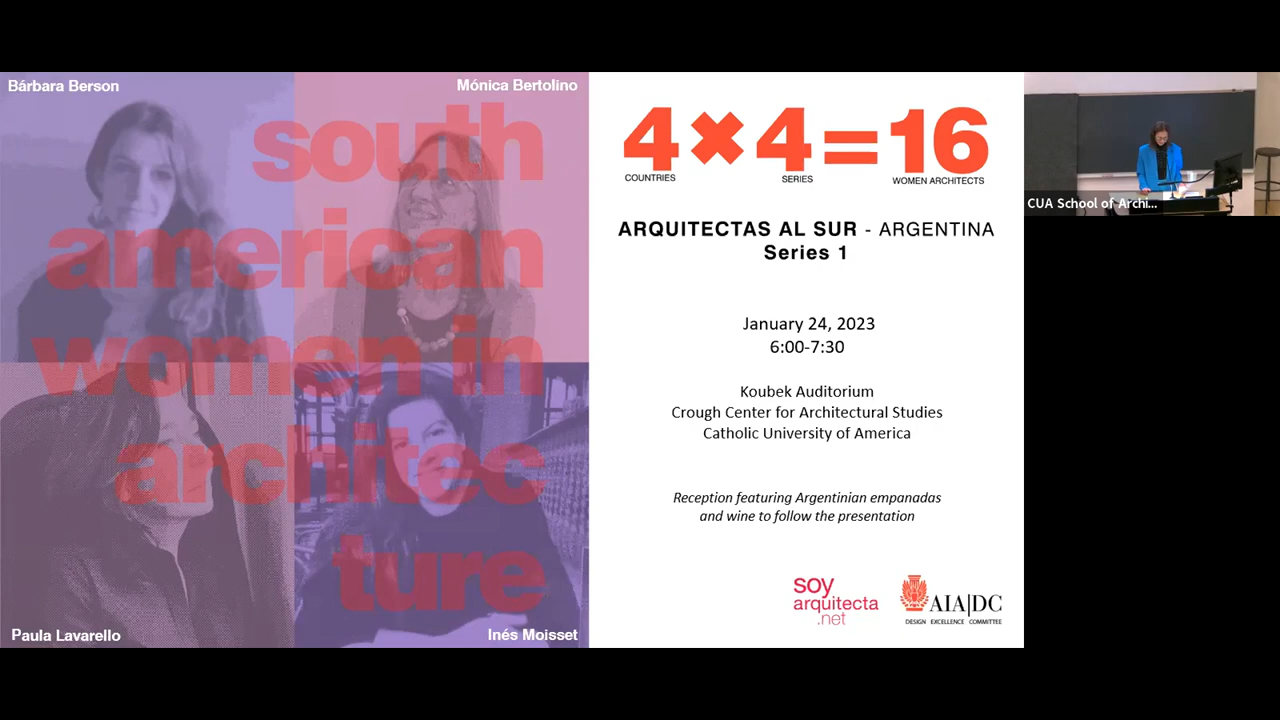 Bárbara Berson
Mónica Bertolino
south
american
women in
architec
ture
Paula Lavarello
Inés Moisset
4×4=16
COUNTRIES SERIES WOMEN ARCHITECTS
ARQUITECTAS AL SUR - ARGENTINA
Series 1
January 24, 2023
6:00-7:30
Koubek Auditorium
Crough Center for Architectural Studies
Catholic University of America
Reception featuring Argentinian empanadas
and wine to follow the presentation
soy
arquitecta
.net
AIA|DC
DESIGN EXCELLENCE COMMITTEE
CUA School of Archi...